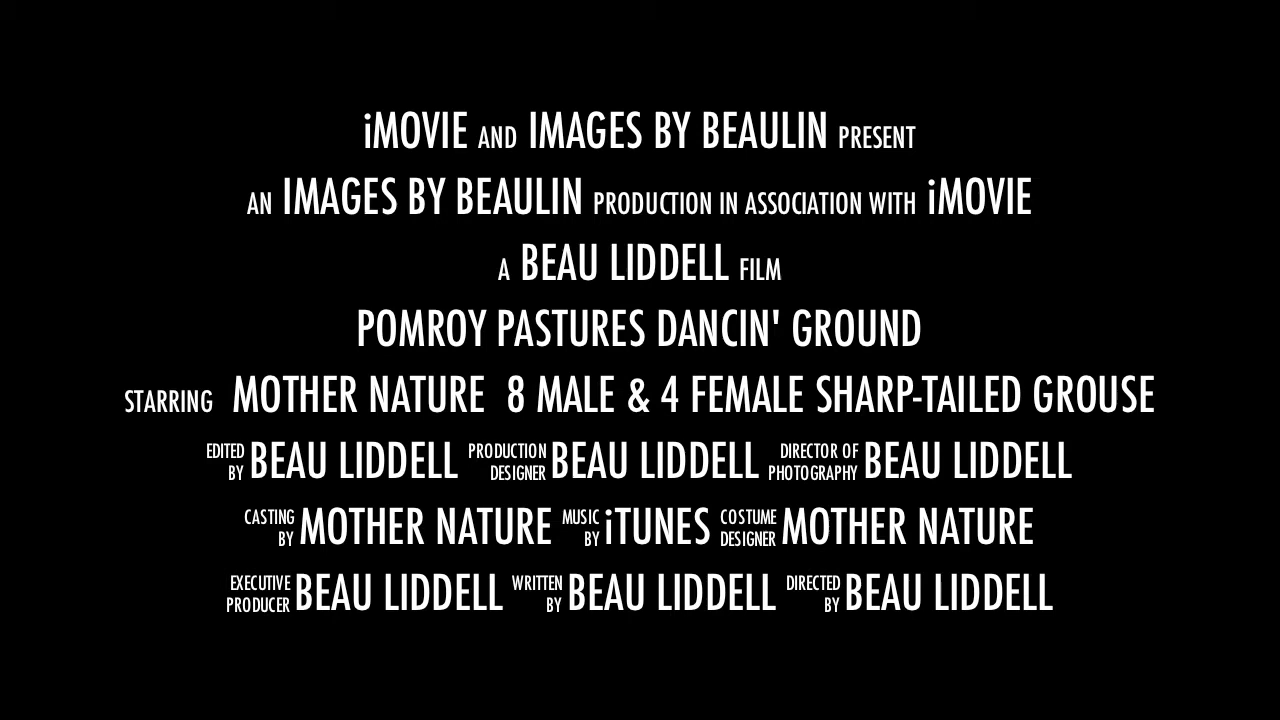 iMOVIE AND IMAGES BY BEAULIN PRESENT
AN IMAGES BY BEAULIN PRODUCTION IN ASSOCIATION WITH iMOVIE
A BEAU LIDDELL FILM
POMROY PASTURES DANCIN' GROUND
STARRING MOTHER NATURE 8 MALE & 4 FEMALE SHARP-TAILED GROUSE
EDITED BY BEAU LIDDELL PRODUCTION DESIGNER BEAU LIDDELL DIRECTOR OF PHOTOGRAPHY BEAU LIDDELL
CASTING BY MOTHER NATURE MUSIC BY iTUNES COSTUME DESIGNER MOTHER NATURE
EXECUTIVE PRODUCER BEAU LIDDELL WRITTEN BY BEAU LIDDELL DIRECTED BY BEAU LIDDELL